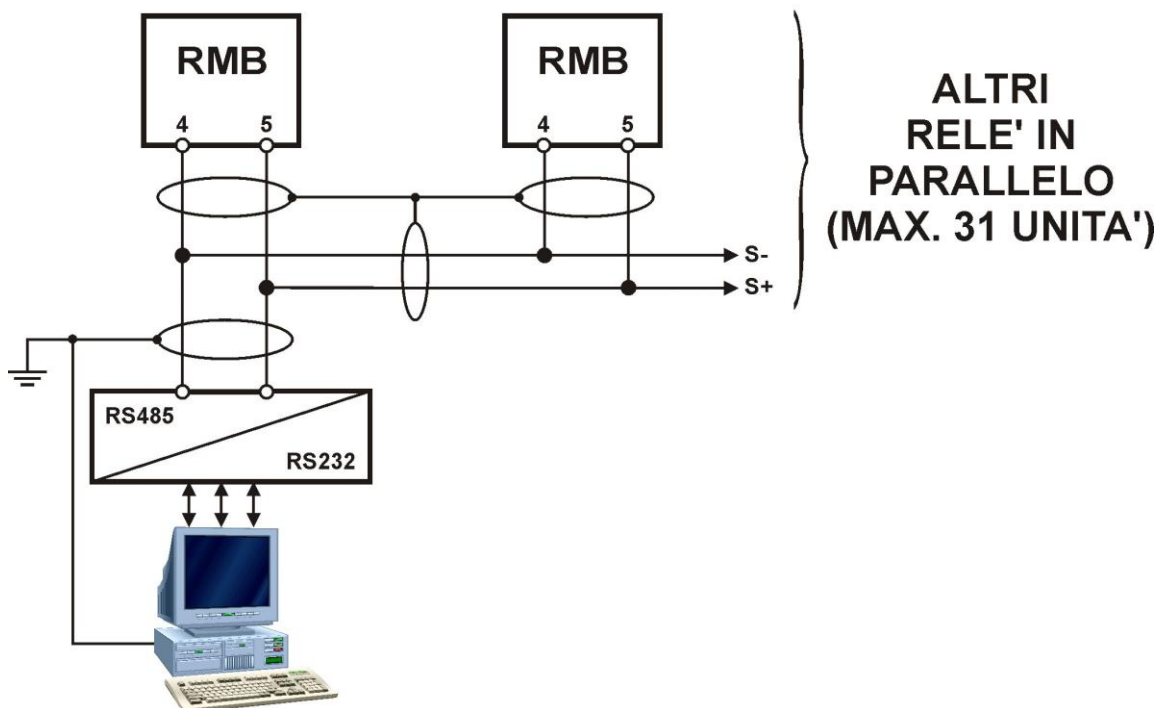 RMB
RMB
4
5
4
5
ALTRI
RELE' IN
PARALLELO
(MAX. 31 UNITA')
S-
S+
RS485
RS232